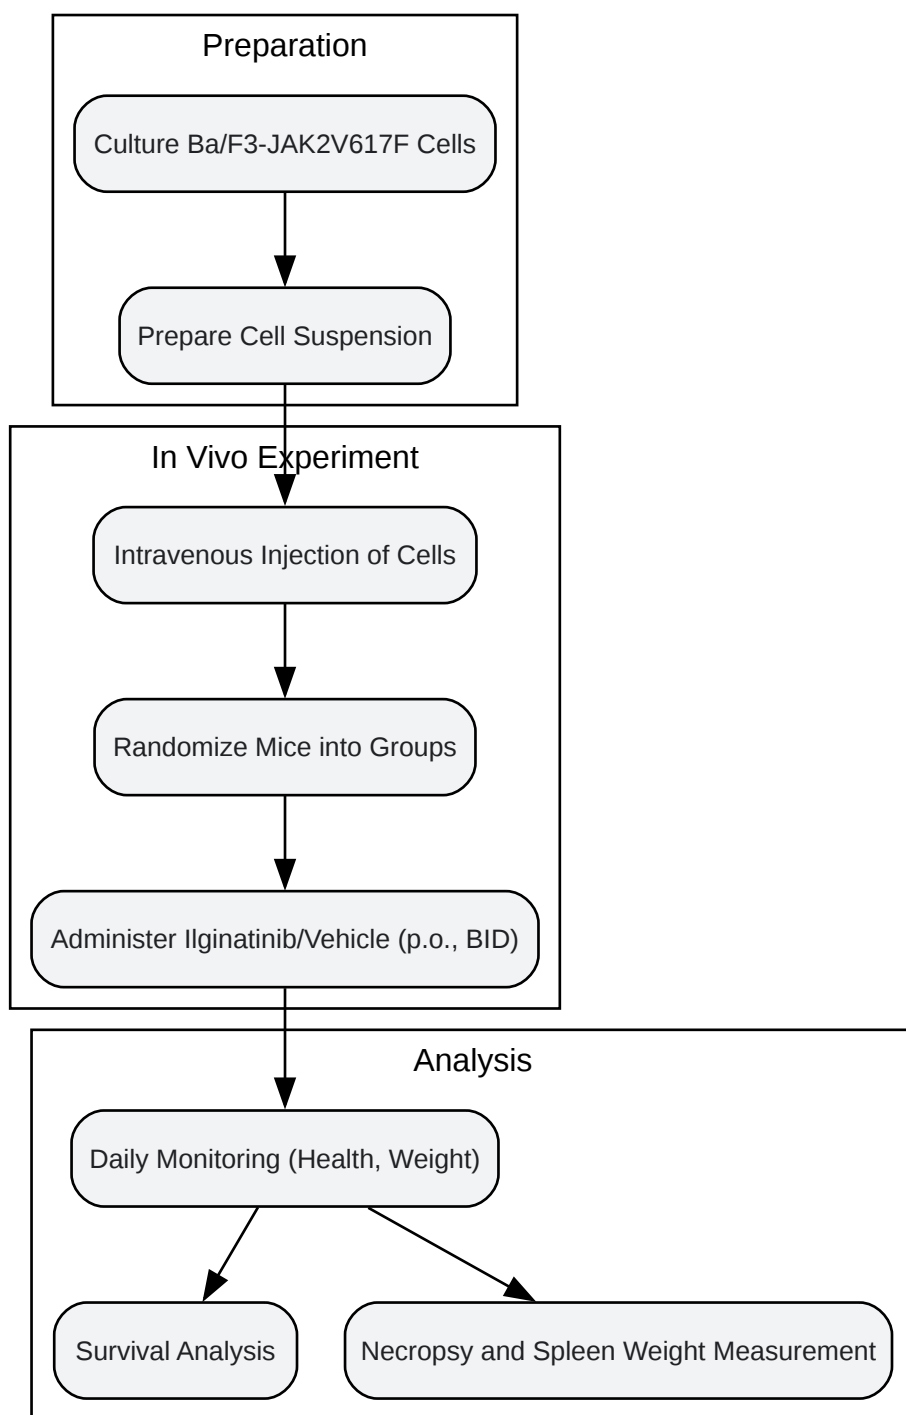 Preparation
Culture Ba/F3-JAK2V617F Cells
Prepare Cell Suspension
In Vivo Experiment
Intravenous Injection of Cells
Randomize Mice into Groups
Administer Ilginatinib/Vehicle (p.o., BID)
Analysis
Daily Monitoring (Health, Weight)
Survival Analysis
Necropsy and Spleen Weight Measurement